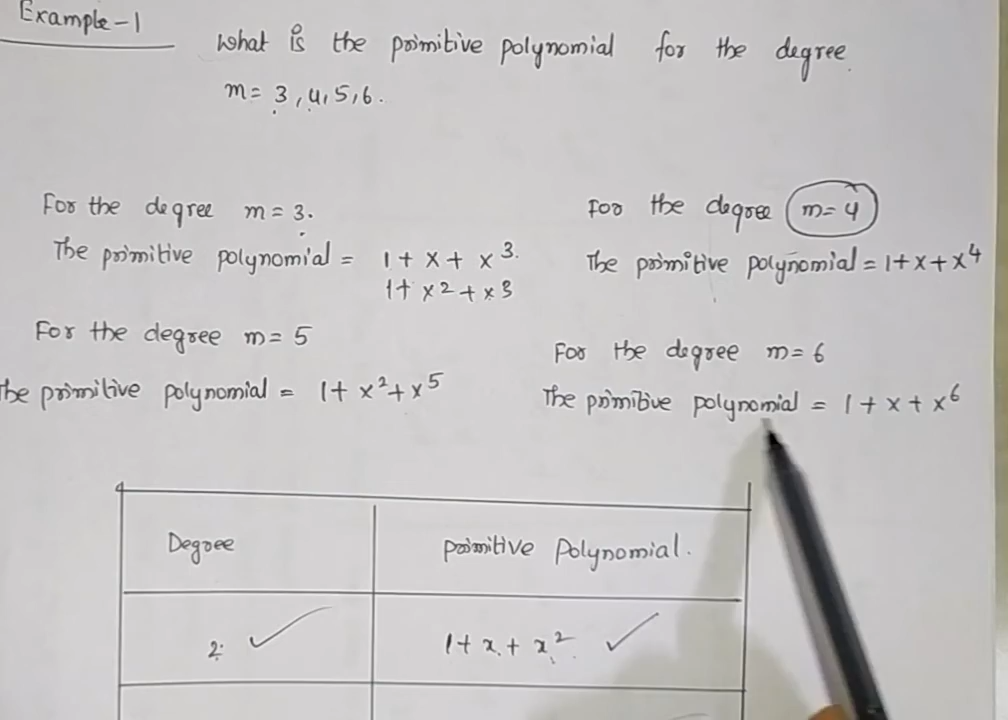 Example-1
What is the primitive polynomial for the degree
m= 3,4,5,6.
For the degree m= 3.
The primitive polynomial = 1+x+x³.
1+x2+x3
For the degree m=4
The primitive polynomial=1+x+x⁴
For the degree m= 5
The primitive polynomial = 1+x²+x⁵
For the degree m=6
The primitive polynomial = 1+x+x⁶
Degree
primitive Polynomial.
2.
1+x+x²